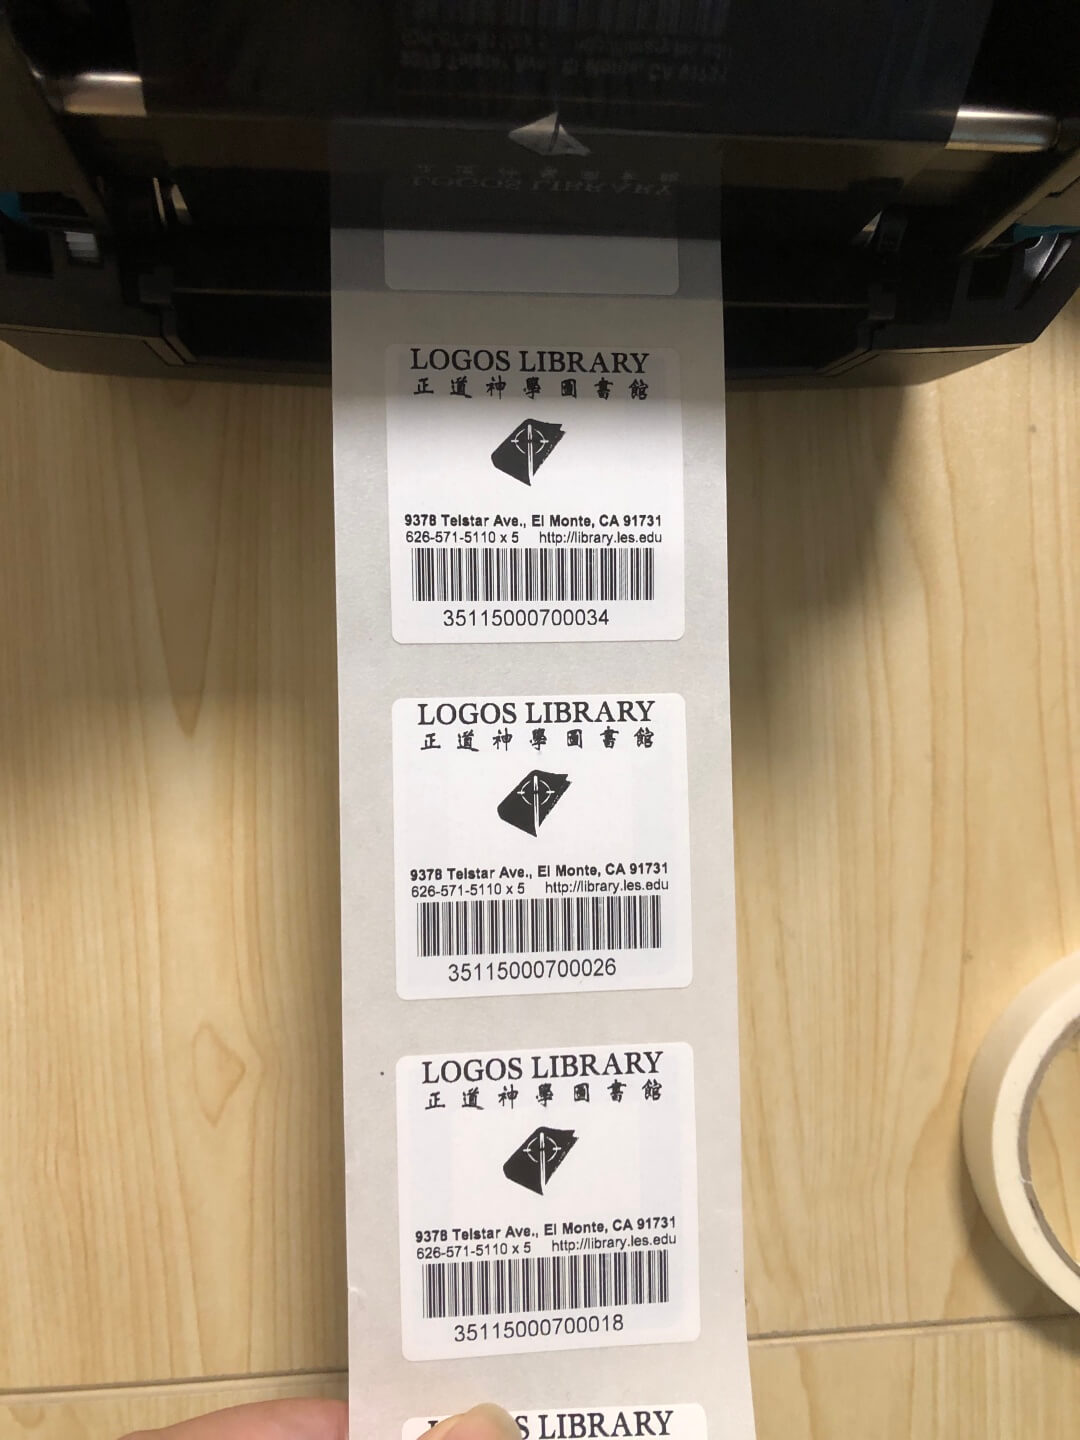 LOGOS LIBRARY
正道神學圖書館
9378 Telstar Ave., El Monte, CA 91731
626-571-5110 x 5 http://library.les.edu
35115000700034
LOGOS LIBRARY
正道神學圖書館
9378 Telstar Ave., El Monte, CA 91731
626-571-5110 x 5 http://library.les.edu
35115000700026
LOGOS LIBRARY
正道神學圖書館
9378 Telstar Ave., El Monte, CA 91731
626-571-5110 x 5 http://library.les.edu
35115000700018
LIBRARY